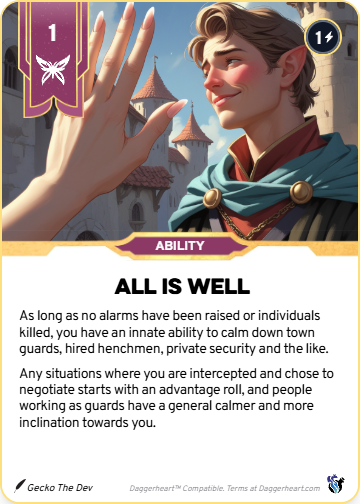 1
1
ABILITY
ALL IS WELL
As long as no alarms have been raised or individuals
killed, you have an innate ability to calm down town
guards, hired henchmen, private security and the like.
Any situations where you are intercepted and chose to
negotiate starts with an advantage roll, and people
working as guards have a general calmer and more
inclination towards you.
Gecko The Dev
Daggerheart™ Compatible. Terms at Daggerheart.com